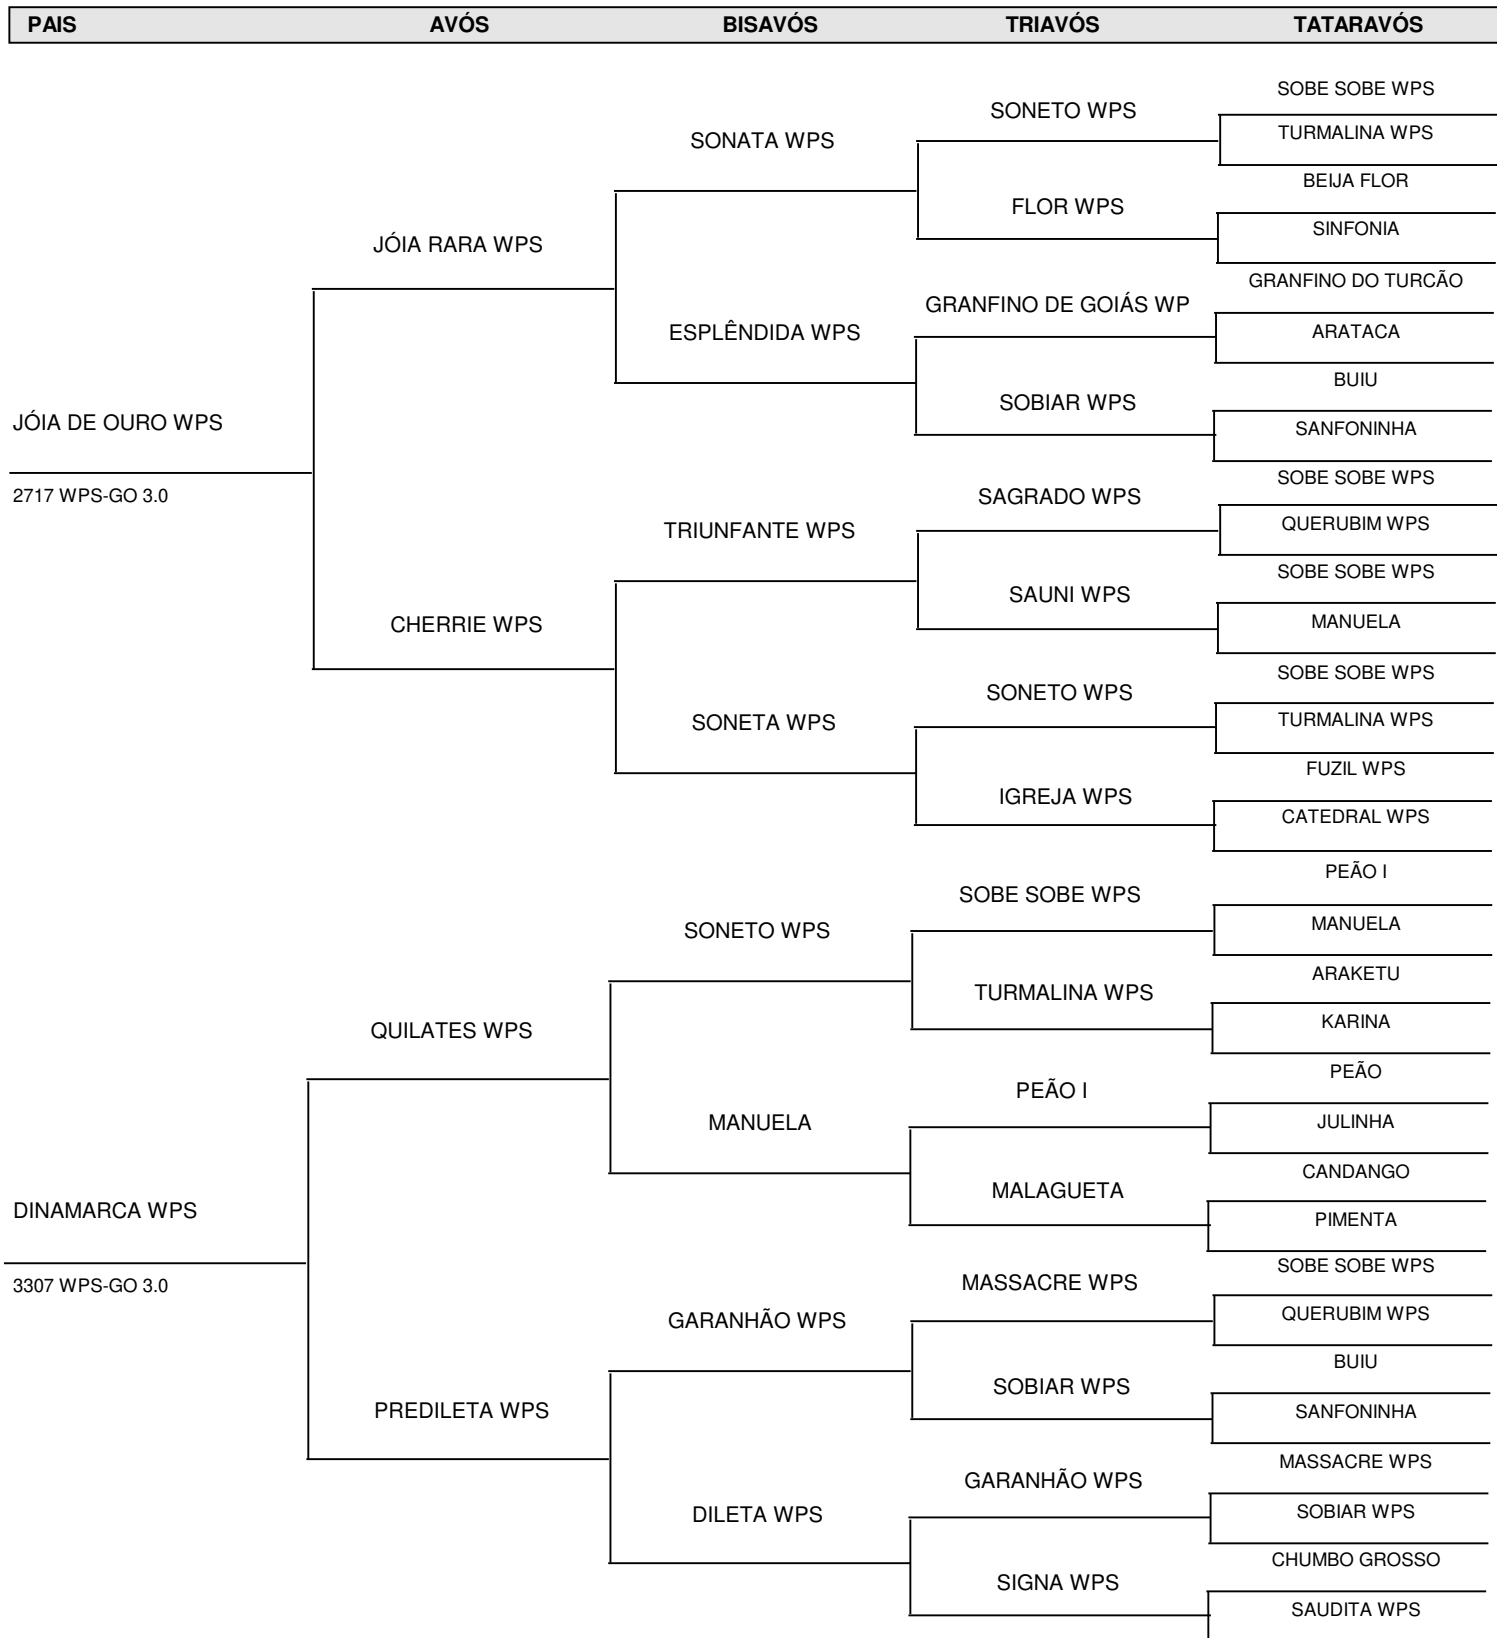 PAIS AVÓS BISAVÓS TRIAVÓS TATARAVÓS
SOBE SOBE WPS
SONETO WPS
TURMALINA WPS
SONATA WPS
BEIJA FLOR
FLOR WPS
SINFONIA
JÓIA RARA WPS
GRANFINO DO TURCÃO
GRANFINO DE GOIÁS WP
ARATACA
ESPLÊNDIDA WPS
BUIU
SOBIAR WPS
SANFONINHA
JÓIA DE OURO WPS
2717 WPS-GO 3.0
SOBE SOBE WPS
SAGRADO WPS
QUERUBIM WPS
TRIUNFANTE WPS
SOBE SOBE WPS
SAUNI WPS
MANUELA
CHERRIE WPS
SOBE SOBE WPS
SONETO WPS
TURMALINA WPS
SONETA WPS
FUZIL WPS
IGREJA WPS
CATEDRAL WPS
PEÃO I
SOBE SOBE WPS
MANUELA
SONETO WPS
ARAKETU
TURMALINA WPS
KARINA
QUILATES WPS
PEÃO
PEÃO I
JULINHA
MANUELA
CANDANGO
MALAGUETA
PIMENTA
DINAMARCA WPS
3307 WPS-GO 3.0
SOBE SOBE WPS
MASSACRE WPS
QUERUBIM WPS
GARANHÃO WPS
BUIU
SOBIAR WPS
SANFONINHA
PREDILETA WPS
MASSACRE WPS
GARANHÃO WPS
SOBIAR WPS
DILETA WPS
CHUMBO GROSSO
SIGNA WPS
SAUDITA WPS